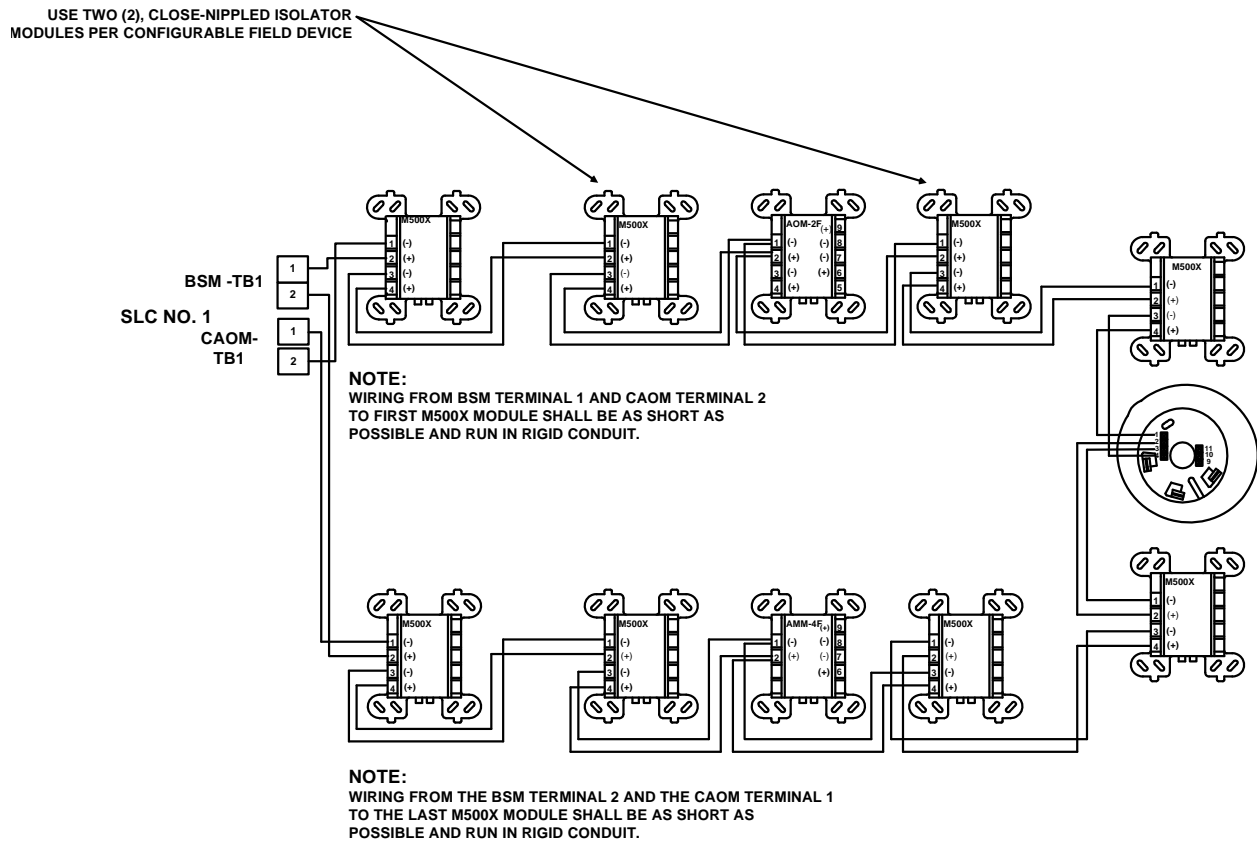 USE TWO (2), CLOSE-NIPPLED ISOLATOR
MODULES PER CONFIGURABLE FIELD DEVICE
M500X
1 (-)
2 (+)
3 (-)
4 (+)
M500X
1 (-)
2 (+)
3 (-)
4 (+)
AOM-2F (+) 9
1 (-) (-) 8
2 (+) (-) 7
3 (-) (+) 6
4 (+) 5
M500X
1 (-)
2 (+)
3 (-)
4 (+)
M500X
1 (-)
2 (+)
3 (-)
4 (+)
BSM -TB1
1
2
SLC NO. 1
CAOM-
TB1
1
2
NOTE:
WIRING FROM BSM TERMINAL 1 AND CAOM TERMINAL 2
TO FIRST M500X MODULE SHALL BE AS SHORT AS
POSSIBLE AND RUN IN RIGID CONDUIT.
1
2
3
11
10
9
M500X
1 (-)
2 (+)
3 (-)
4 (+)
M500X
1 (-)
2 (+)
3 (-)
4 (+)
M500X
1 (-)
2 (+)
3 (-)
4 (+)
AMM-4F (+) 9
1 (-) (-) 8
2 (+) (-) 7
(+) 6
M500X
1 (-)
2 (+)
3 (-)
4 (+)
NOTE:
WIRING FROM THE BSM TERMINAL 2 AND THE CAOM TERMINAL 1
TO THE LAST M500X MODULE SHALL BE AS SHORT AS
POSSIBLE AND RUN IN RIGID CONDUIT.